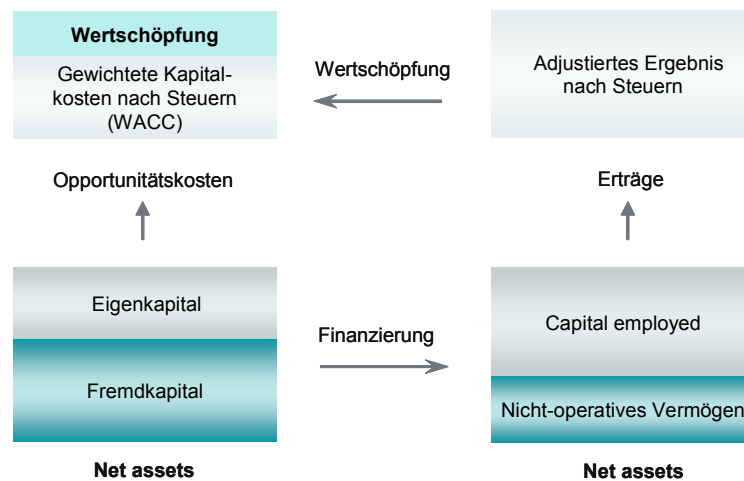 Wertschöpfung
Gewichtete Kapital-
kosten nach Steuern
(WACC)
Wertschöpfung
Adjustiertes Ergebnis
nach Steuern
Opportunitätskosten
Erträge
Eigenkapital
Fremdkapital
Finanzierung
Capital employed
Nicht-operatives Vermögen
Net assets
Net assets